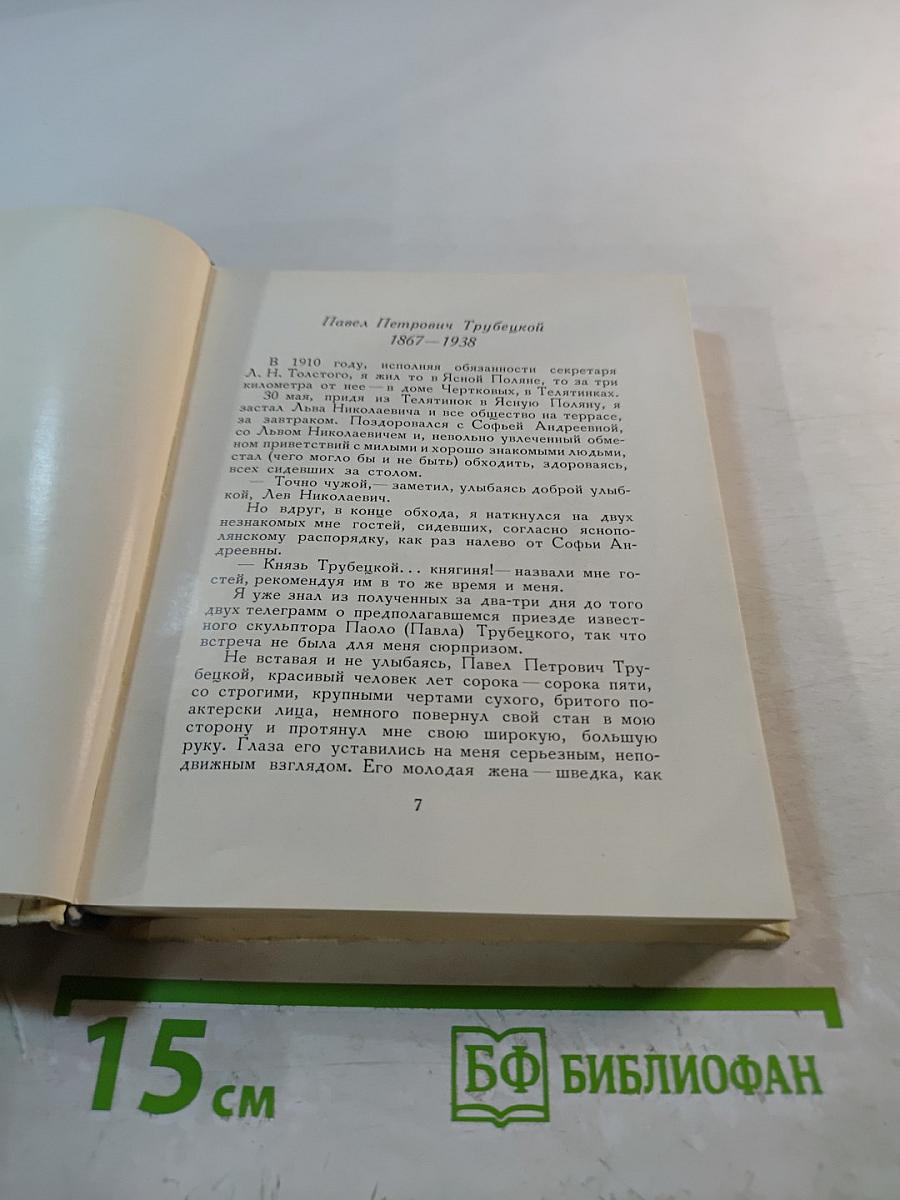 Павел Петрович Трубецкой
1867—1938
В 1910 году, исполняя обязанности секретаря
Л. Н. Толстого, я жил то в Ясной Поляне, то за три
километра от нее — в доме Чертковых, в Телятинках.
30 мая, придя из Телятинок в Ясную Поляну, я
застал Льва Николаевича и все общество на террасе,
за завтраком. Поздоровался с Софьей Андреевной,
со Львом Николаевичем и, невольно увлеченный обме-
ном приветствий с милыми и хорошо знакомыми людьми,
стал (чего могло бы и не быть) обходить, здороваясь,
всех сидевших за столом.
— Точно чужой,— заметил, улыбаясь доброй улыб-
кой, Лев Николаевич.
Но вдруг, в конце обхода, я наткнулся на двух
незнакомых мне гостей, сидевших, согласно яснопо-
лянскому распорядку, как раз налево от Софьи Ан-
дреевны.
— Князь Трубецкой... княгиня!— назвали мне го-
стей, рекомендуя им в то же время и меня.
Я уже знал из полученных за два-три дня до того
двух телеграмм о предполагавшемся приезде извест-
ного скульптора Паоло (Павла) Трубецкого, так что
встреча не была для меня сюрпризом.
Не вставая и не улыбаясь, Павел Петрович Тру-
бецкой, красивый человек лет сорока — сорока пяти,
со строгими, крупными чертами сухого, бритого по-
актерски лица, немного повернул свой стан в мою
сторону и протянул мне свою широкую, большую
руку. Глаза его уставились на меня серьезным, непо-
движным взглядом. Его молодая жена — шведка, как
7
15 см
БФ БИБЛИОФАН